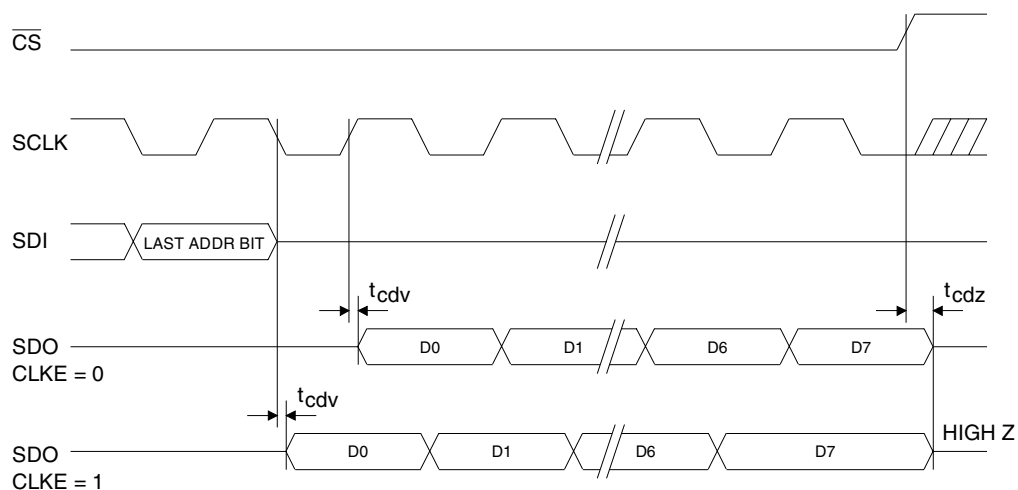 C̅S̅
SCLK
SDI LAST ADDR BIT
tcdv tcdz
SDO D0 D1 D6 D7
CLKE = 0
tcdv
HIGH Z
SDO D0 D1 D6 D7
CLKE = 1